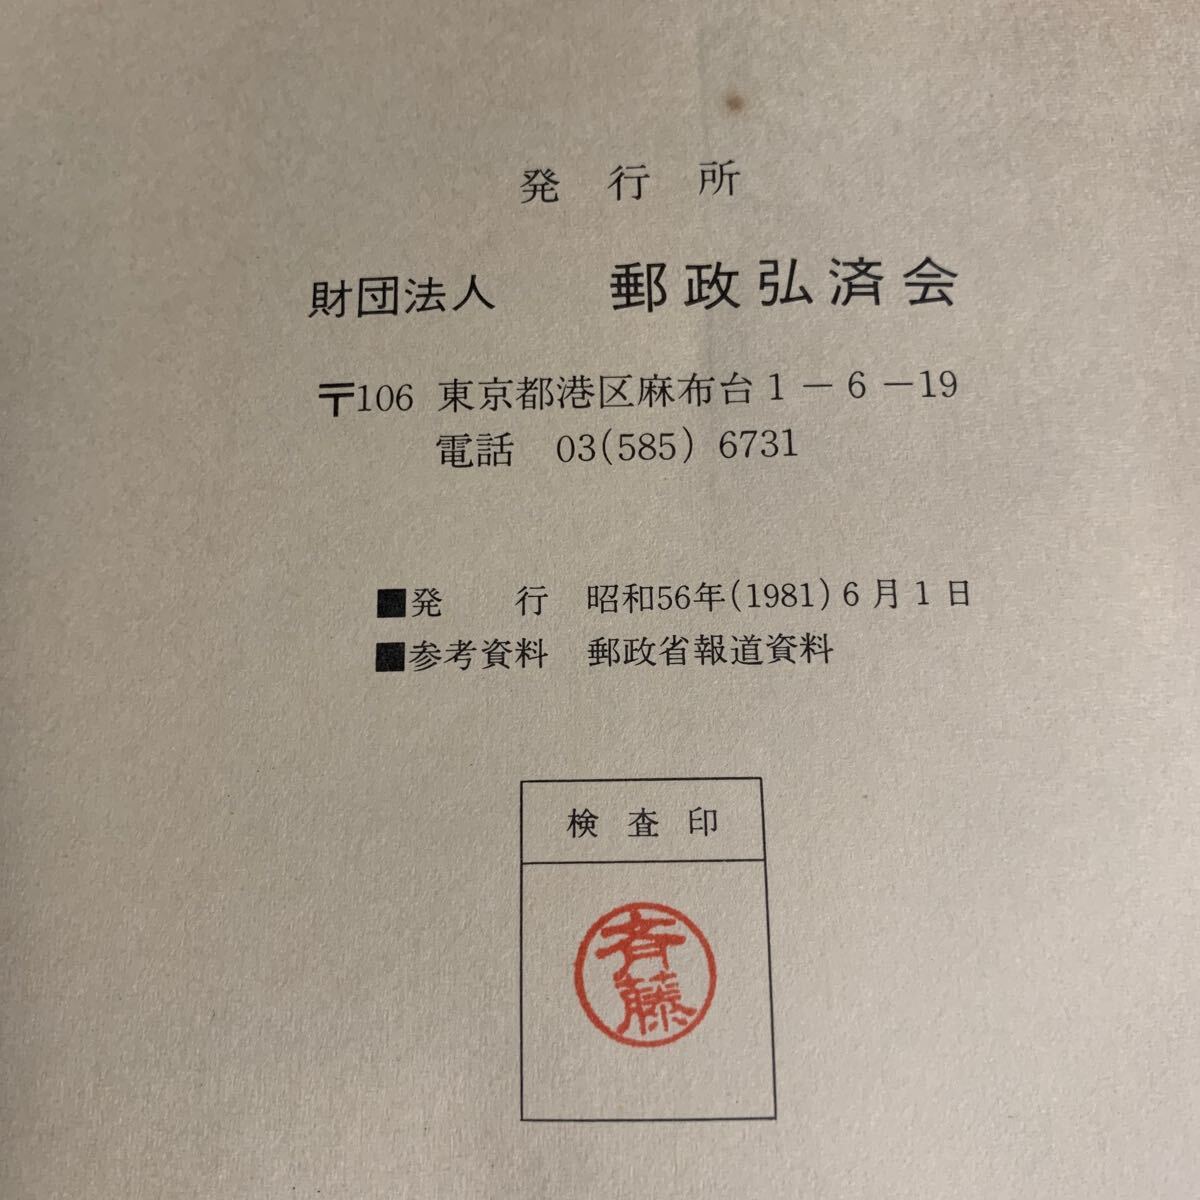 発行所
財団法人 郵政弘済会
〒106 東京都港区麻布台1－6－19
電話 03(585) 6731
■発 行 昭和56年(1981)6月1日
■参考資料 郵政省報道資料
検査印
斉藤